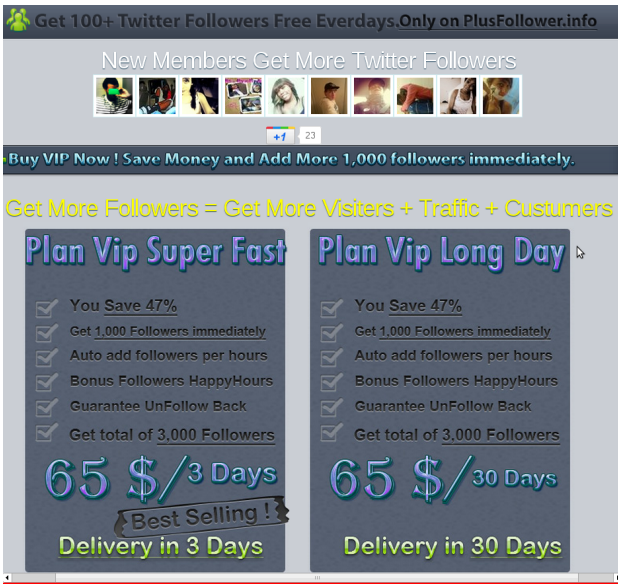 Get 100+ Twitter Followers Free Everdays.Only on PlusFollower.info
New Members Get More Twitter Followers
+1 23
Buy VIP Now ! Save Money and Add More 1,000 followers immediately.
Get More Followers = Get More Visiters + Traffic + Custumers
Plan Vip Super Fast
You Save 47%
Get 1,000 Followers immediately
Auto add followers per hours
Bonus Followers HappyHours
Guarantee UnFollow Back
Get total of 3,000 Followers
65 $/3 Days
Best Selling !
Delivery in 3 Days
Plan Vip Long Day
You Save 47%
Get 1,000 Followers immediately
Auto add followers per hours
Bonus Followers HappyHours
Guarantee UnFollow Back
Get total of 3,000 Followers
65 $/30 Days
Delivery in 30 Days